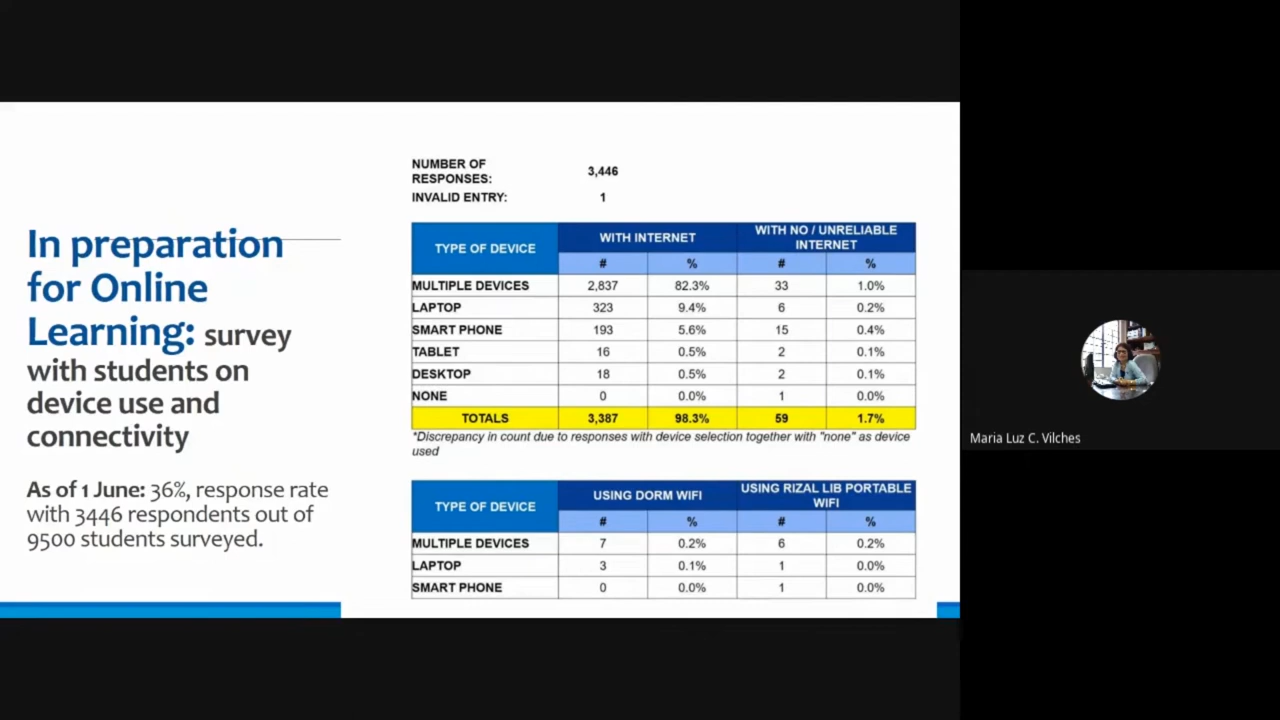 In preparation
for Online
Learning: survey
with students on
device use and
connectivity
As of 1 June: 36%, response rate
with 3446 respondents out of
9500 students surveyed.
NUMBER OF
RESPONSES: 3,446
INVALID ENTRY: 1
TYPE OF DEVICE WITH INTERNET WITH NO / UNRELIABLE
INTERNET
# % # %
MULTIPLE DEVICES 2,837 82.3% 33 1.0%
LAPTOP 323 9.4% 6 0.2%
SMART PHONE 193 5.6% 15 0.4%
TABLET 16 0.5% 2 0.1%
DESKTOP 18 0.5% 2 0.1%
NONE 0 0.0% 1 0.0%
TOTALS 3,387 98.3% 59 1.7%
*Discrepancy in count due to responses with device selection together with "none" as device
used
TYPE OF DEVICE USING DORM WIFI USING RIZAL LIB PORTABLE
WIFI
# % # %
MULTIPLE DEVICES 7 0.2% 6 0.2%
LAPTOP 3 0.1% 1 0.0%
SMART PHONE 0 0.0% 1 0.0%
Maria Luz C. Vilches